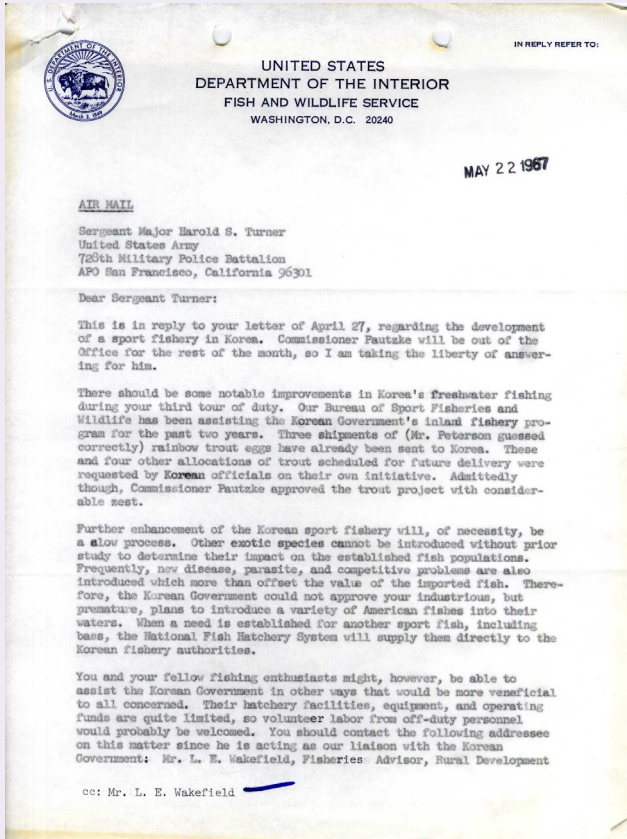 IN REPLY REFER TO:
U.S. DEPARTMENT OF THE INTERIOR
March 3, 1849
UNITED STATES
DEPARTMENT OF THE INTERIOR
FISH AND WILDLIFE SERVICE
WASHINGTON, D.C. 20240
MAY 22 1967
AIR MAIL
Sergeant Major Harold S. Turner
United States Army
728th Military Police Battalion
APO San Francisco, California 96301
Dear Sergeant Turner:
This is in reply to your letter of April 27, regarding the development
of a sport fishery in Korea. Commissioner Pautzke will be out of the
Office for the rest of the month, so I am taking the liberty of answer-
ing for him.
There should be some notable improvements in Korea's freshwater fishing
during your third tour of duty. Our Bureau of Sport Fisheries and
Wildlife has been assisting the Korean Government's inland fishery pro-
gram for the past two years. Three shipments of (Mr. Peterson guessed
correctly) rainbow trout eggs have already been sent to Korea. These
and four other allocations of trout scheduled for future delivery were
requested by Korean officials on their own initiative. Admittedly
though, Commissioner Pautzke approved the trout project with consider-
able zest.
Further enhancement of the Korean sport fishery will, of necessity, be
a slow process. Other exotic species cannot be introduced without prior
study to determine their impact on the established fish populations.
Frequently, new disease, parasite, and competitive problems are also
introduced which more than offset the value of the imported fish. There-
fore, the Korean Government could not approve your industrious, but
premature, plans to introduce a variety of American fishes into their
waters. When a need is established for another sport fish, including
bass, the National Fish Hatchery System will supply them directly to the
Korean fishery authorities.
You and your fellow fishing enthusiasts might, however, be able to
assist the Korean Government in other ways that would be more veneficial
to all concerned. Their hatchery facilities, equipment, and operating
funds are quite limited, so volunteer labor from off-duty personnel
would probably be welcomed. You should contact the following addressee
on this matter since he is acting as our liaison with the Korean
Government: Mr. L. E. Wakefield, Fisheries Advisor, Rural Development
cc: Mr. L. E. Wakefield